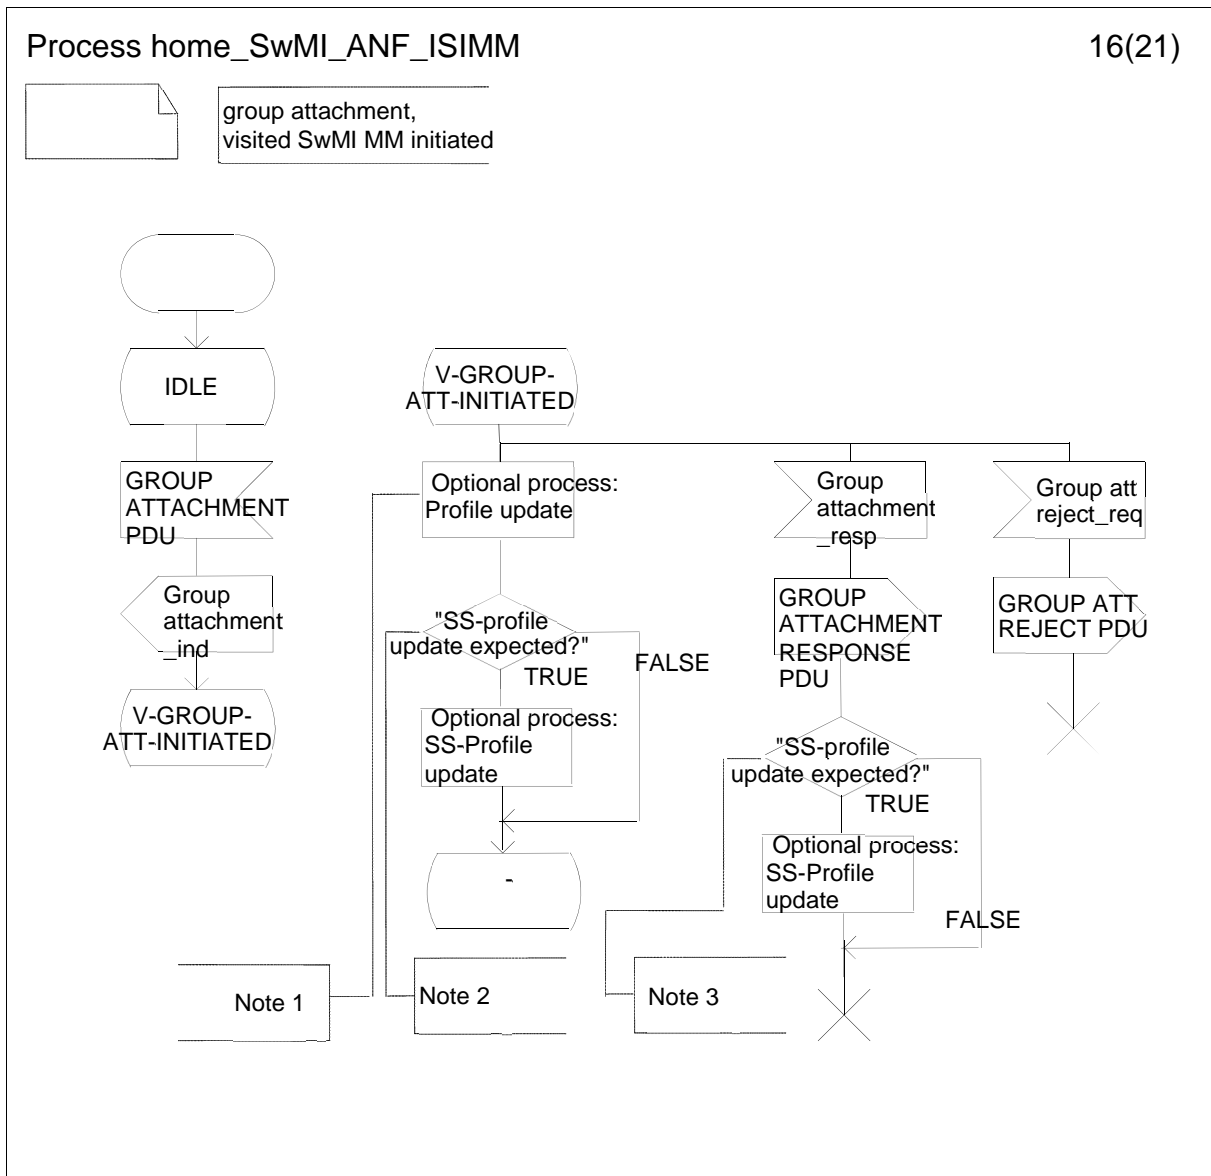 Process home_SwMI_ANF_ISIMM
16(21)
group attachment,
visited SwMI MM initiated
IDLE
GROUP
ATTACHMENT
PDU
Group
attachment
_ind
V-GROUP-
ATT-INITIATED
V-GROUP-
ATT-INITIATED
Optional process:
Profile update
"SS-profile
update expected?"
TRUE
FALSE
Optional process:
SS-Profile
update
-
Group
attachment
_resp
GROUP
ATTACHMENT
RESPONSE
PDU
"SS-profile
update expected?"
TRUE
Optional process:
SS-Profile
update
FALSE
Group att
reject_req
GROUP ATT
REJECT PDU
Note 1
Note 2
Note 3